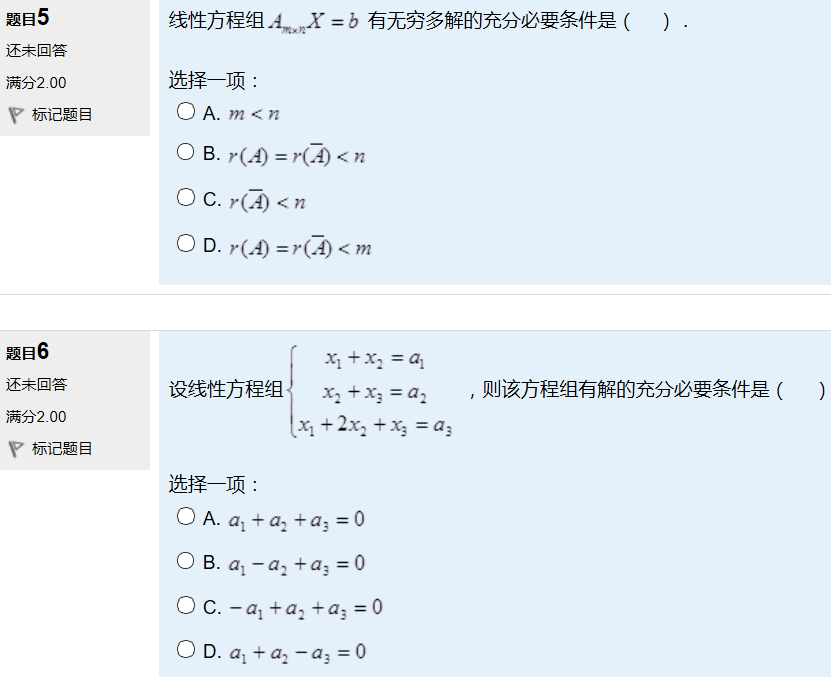 题目5
还未回答
满分2.00
标记题目
线性方程组 AₘₓₙX = b 有无穷多解的充分必要条件是 (　) .
选择一项:
A. m < n
B. r(A) = r(A̅) < n
C. r(A̅) < n
D. r(A) = r(A̅) < m
题目6
还未回答
满分2.00
标记题目
设线性方程组 { x₁ + x₂ = a₁
x₂ + x₃ = a₂
x₁ + 2x₂ + x₃ = a₃ , 则该方程组有解的充分必要条件是 (　)
选择一项:
A. a₁ + a₂ + a₃ = 0
B. a₁ − a₂ + a₃ = 0
C. −a₁ + a₂ + a₃ = 0
D. a₁ + a₂ − a₃ = 0